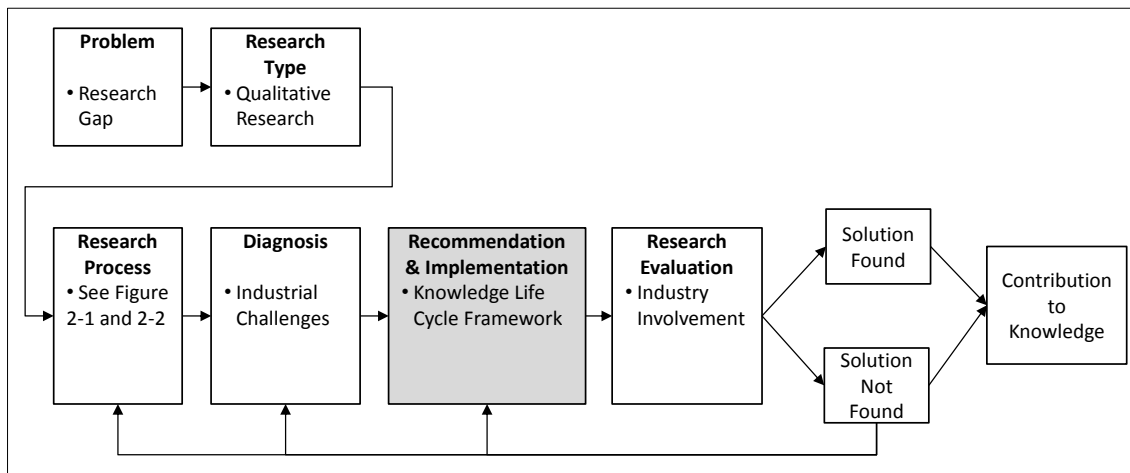 Problem
• Research
Gap
Research
Type
• Qualitative
Research
Research
Process
• See Figure
2-1 and 2-2
Diagnosis
• Industrial
Challenges
Recommendation
& Implementation
• Knowledge Life
Cycle Framework
Research
Evaluation
• Industry
Involvement
Solution
Found
Solution
Not
Found
Contribution
to
Knowledge